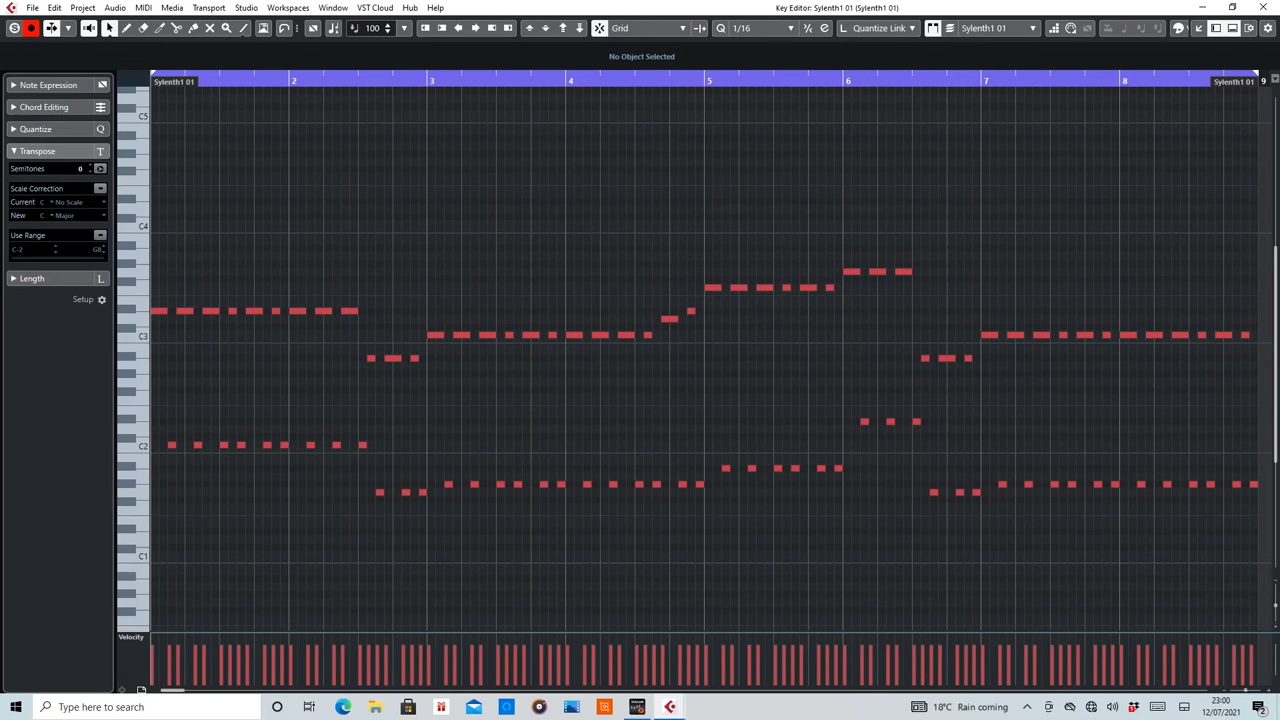 File Edit Project Audio MIDI Media Transport Studio Workspaces Window VST Cloud Hub Help
Key Editor: Sylenth1 01 (Sylenth1 01)
100 Grid Q 1/16 L Quantize Link Sylenth1 01
No Object Selected
Note Expression
Chord Editing
Quantize Q
Transpose T
Semitones 0
Scale Correction
Current C No Scale
New C Major
Use Range
C-2 G8
Length L
Setup
2 3 4 5 6 7 8 9
Sylenth1 01 Sylenth1 01
C5
C4
C3
C2
C1
Velocity
Type here to search
18°C Rain coming
23:00
12/07/2021
2